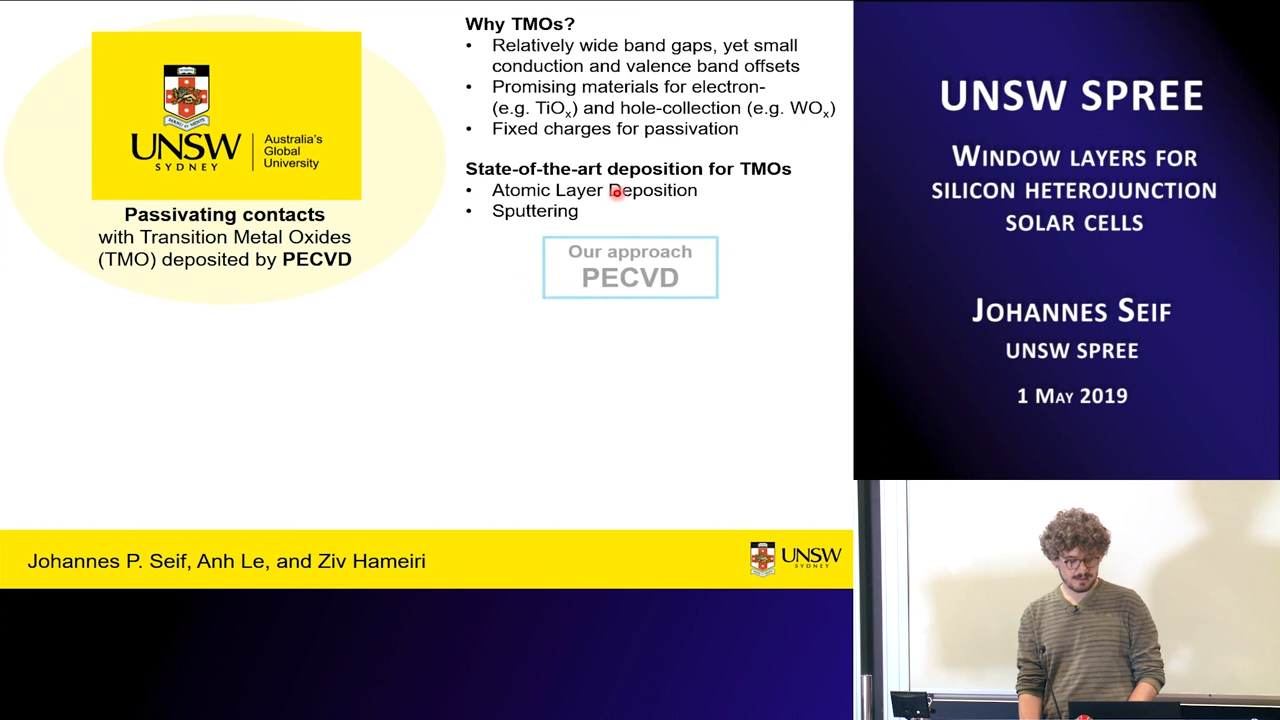 UNSW
SYDNEY
Australia's
Global
University
Passivating contacts
with Transition Metal Oxides
(TMO) deposited by PECVD
Why TMOs?
• Relatively wide band gaps, yet small
conduction and valence band offsets
• Promising materials for electron-
(e.g. TiOx) and hole-collection (e.g. WOx)
• Fixed charges for passivation
State-of-the-art deposition for TMOs
• Atomic Layer Deposition
• Sputtering
Our approach
PECVD
Johannes P. Seif, Anh Le, and Ziv Hameiri
UNSW
SYDNEY
UNSW SPREE
WINDOW LAYERS FOR
SILICON HETEROJUNCTION
SOLAR CELLS
JOHANNES SEIF
UNSW SPREE
1 MAY 2019